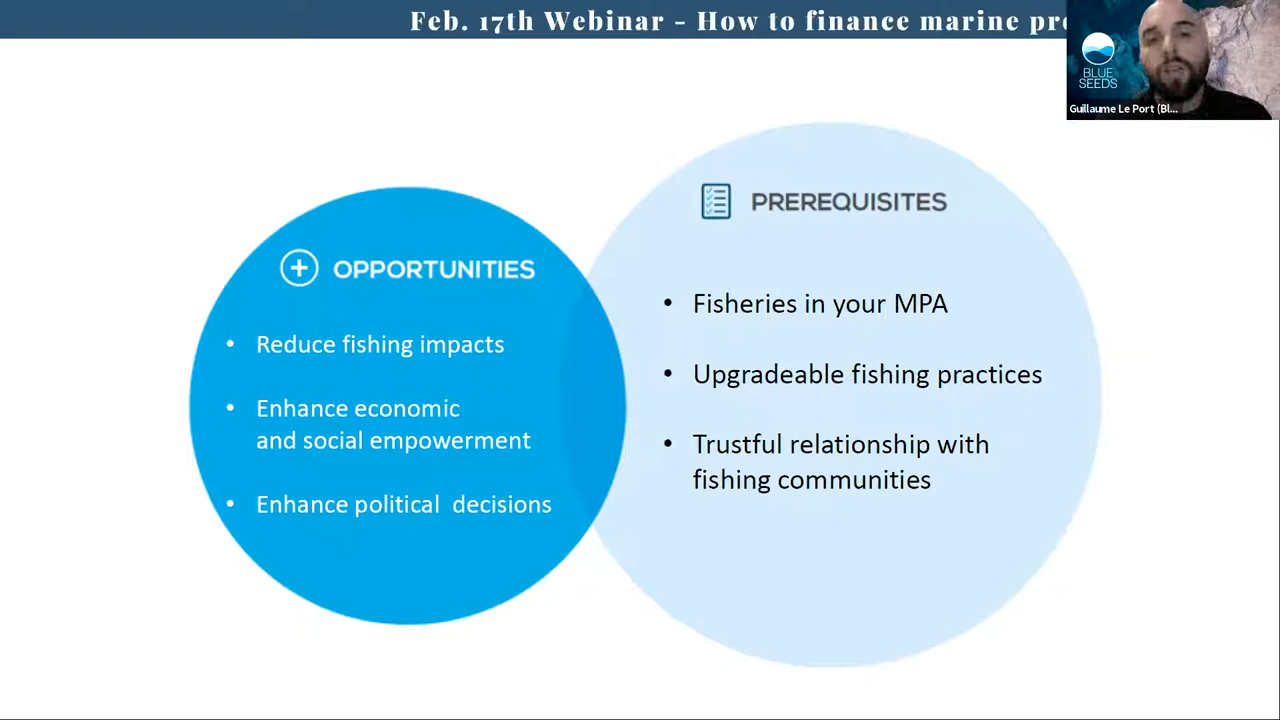 Feb. 17th Webinar - How to finance marine pro
BLUE
SEEDS
Guillaume Le Port (Bl...
OPPORTUNITIES
• Reduce fishing impacts
• Enhance economic
and social empowerment
• Enhance political decisions
PREREQUISITES
• Fisheries in your MPA
• Upgradeable fishing practices
• Trustful relationship with
fishing communities